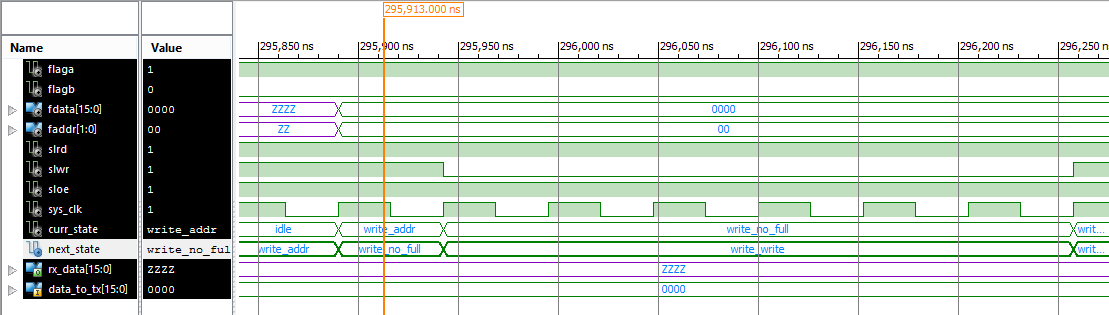 295,913.000 ns
Name Value 295,850 ns 295,900 ns 295,950 ns 296,000 ns 296,050 ns 296,100 ns 296,150 ns 296,200 ns 296,250 ns
flaga 1
flagb 0
fdata[15:0] 0000 ZZZZ 0000
faddr[1:0] 00 ZZ 00
slrd 1
slwr 1
sloe 1
sys_clk 1
curr_state write_addr idle write_addr write_no_full writ...
next_state write_no_ful write_addr write_no_full write_write writ...
rx_data[15:0] ZZZZ ZZZZ
data_to_tx[15:0] 0000 0000